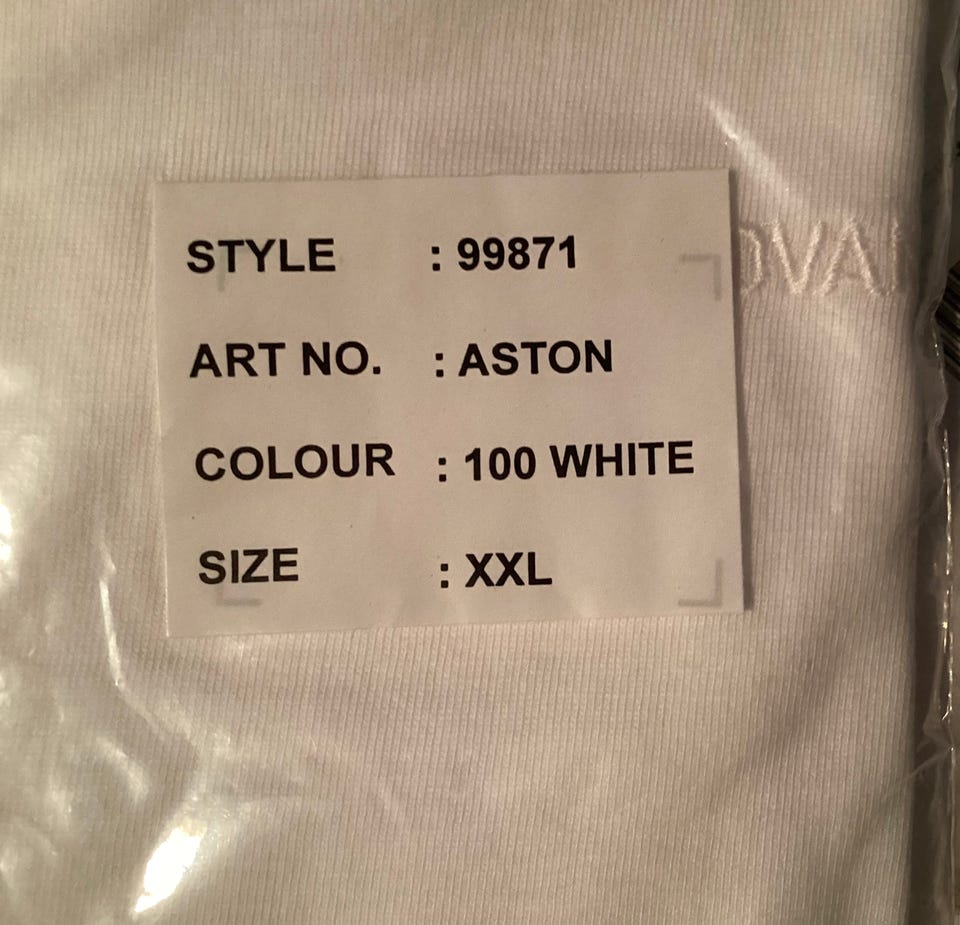 STYLE : 99871
ART NO. : ASTON
COLOUR : 100 WHITE
SIZE : XXL